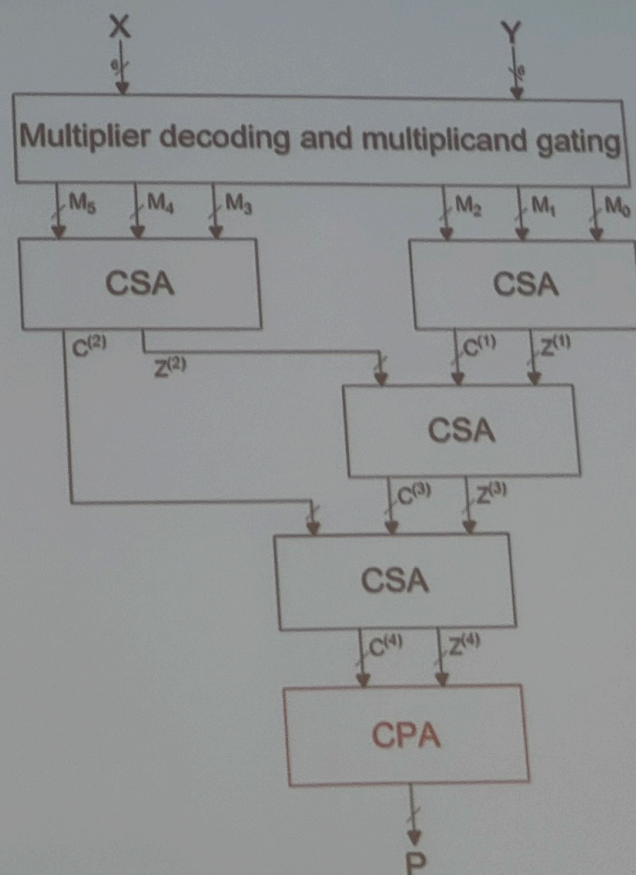 X Y
6 6
Multiplier decoding and multiplicand gating
M₅ M₄ M₃ M₂ M₁ M₀
CSA CSA
C⁽²⁾ Z⁽²⁾ C⁽¹⁾ Z⁽¹⁾
CSA
C⁽³⁾ Z⁽³⁾
CSA
C⁽⁴⁾ Z⁽⁴⁾
CPA
P